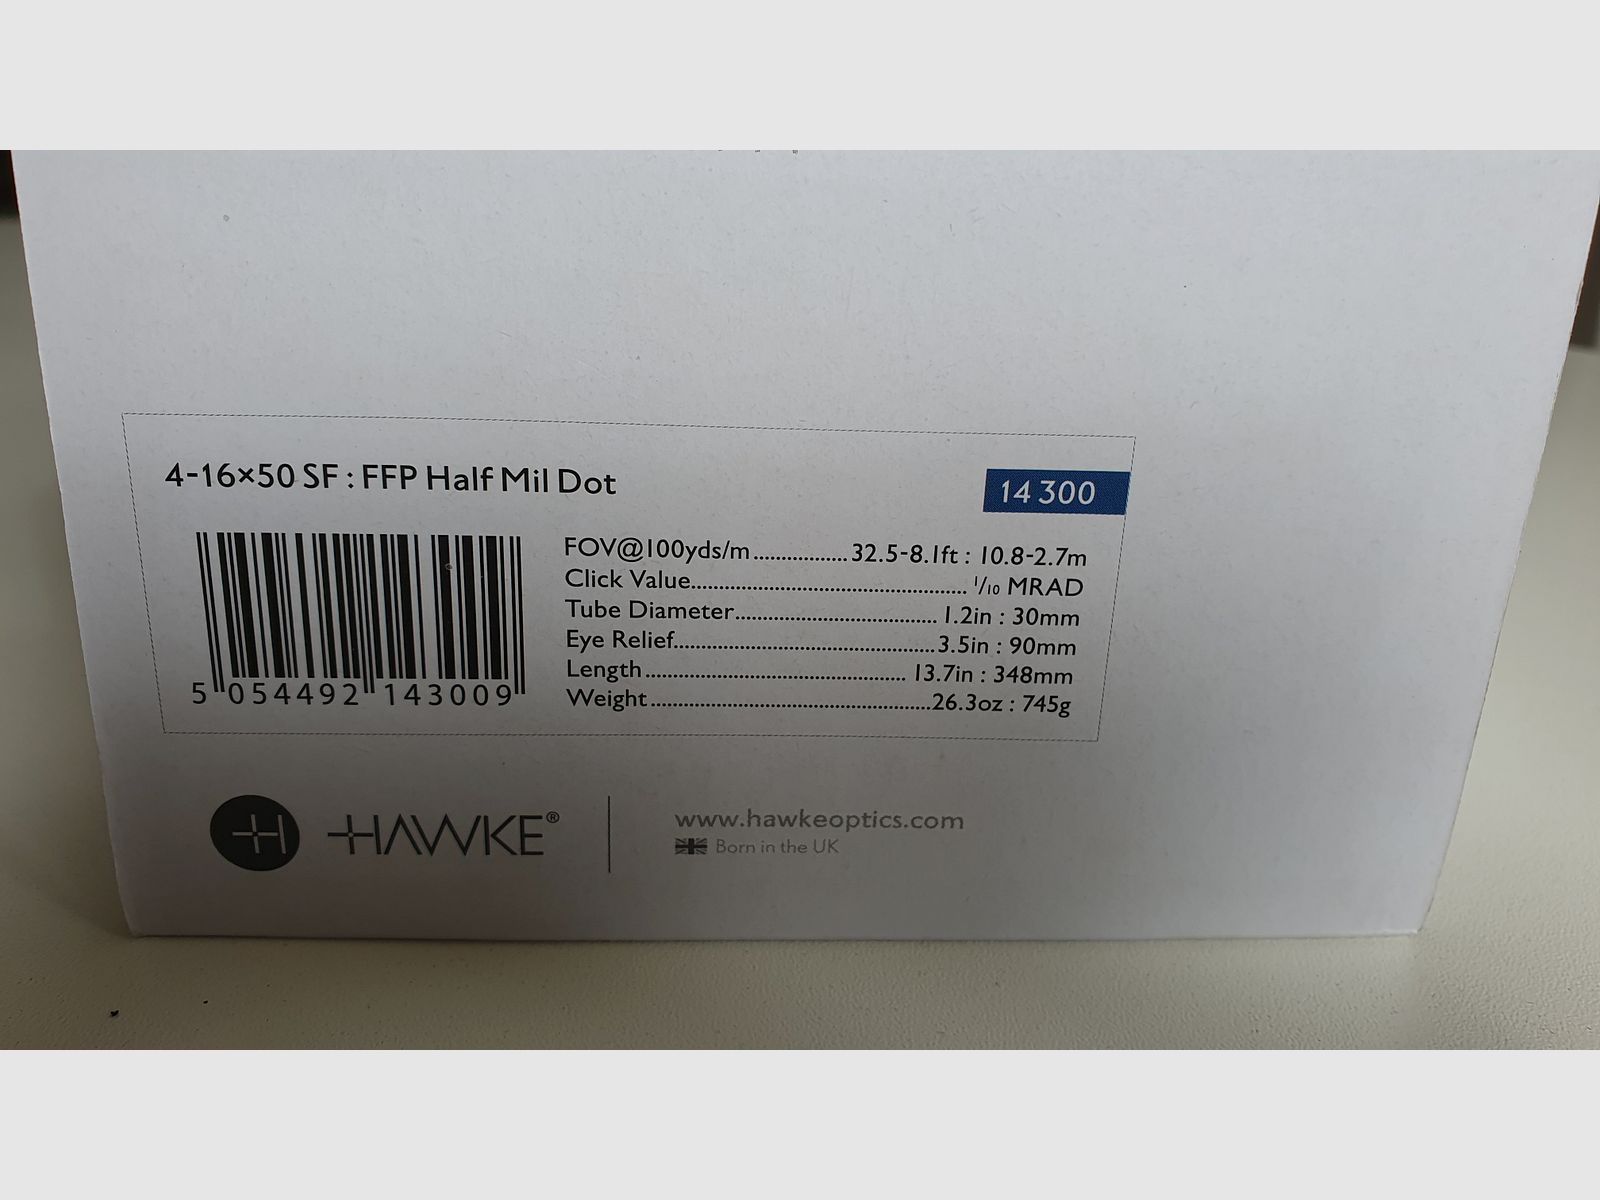 4-16×50 SF : FFP Half Mil Dot
14 300
FOV@100yds/m................32.5-8.1ft : 10.8-2.7m
Click Value.............................................. 1/10 MRAD
Tube Diameter.................................. 1.2in : 30mm
Eye Relief............................................3.5in : 90mm
Length............................................ 13.7in : 348mm
Weight...............................................26.3oz : 745g
5 054492 143009
HAWKE®
www.hawkeoptics.com
Born in the UK